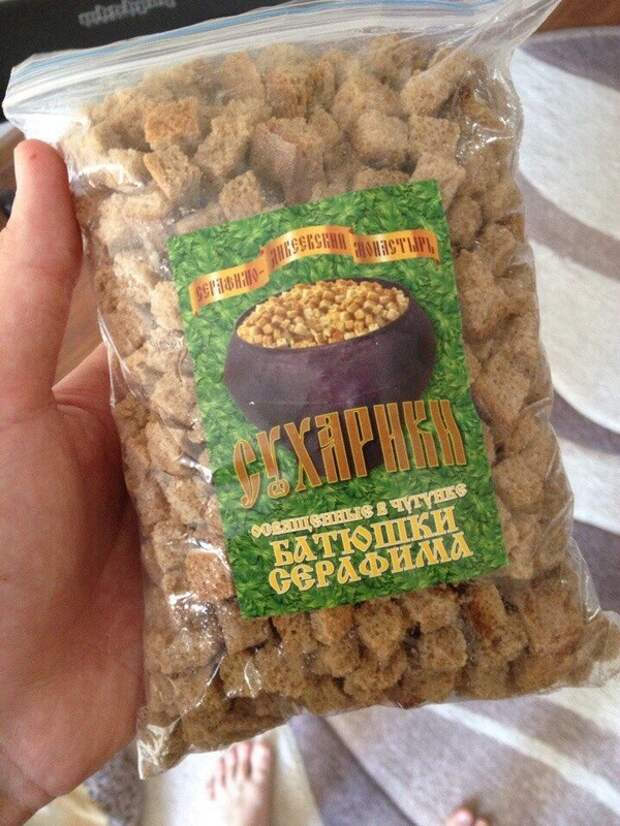 СЕРАФИМО-ДИВЕЕВСКИЙ МОНАСТЫРЬ
СУХАРИКИ
ОСВЯЩЕННЫЕ В ЧУГУНКЕ
БАТЮШКИ
СЕРАФИМА